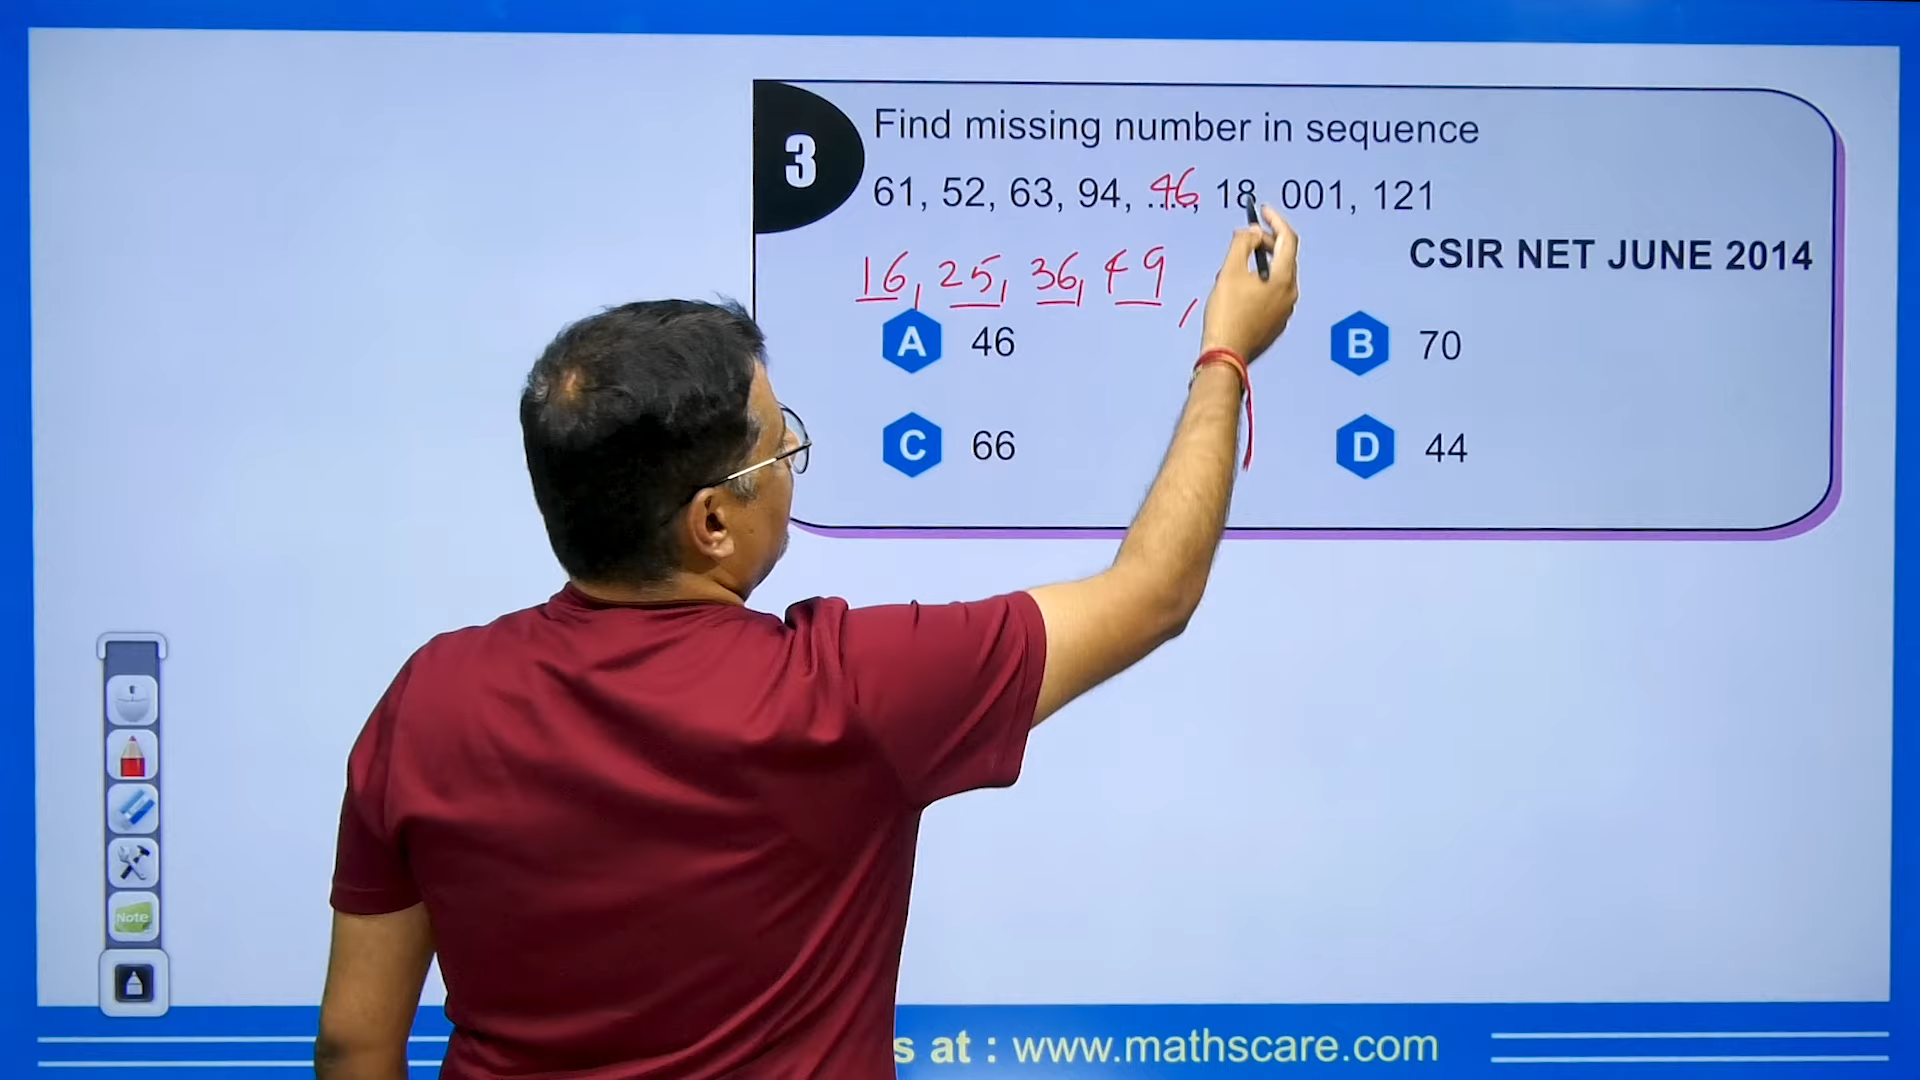 3
Find missing number in sequence
61, 52, 63, 94, ...., 18, 001, 121
46
CSIR NET JUNE 2014
16, 25, 36, 49,
A 46
B 70
C 66
D 44
Note
s at : www.mathscare.com